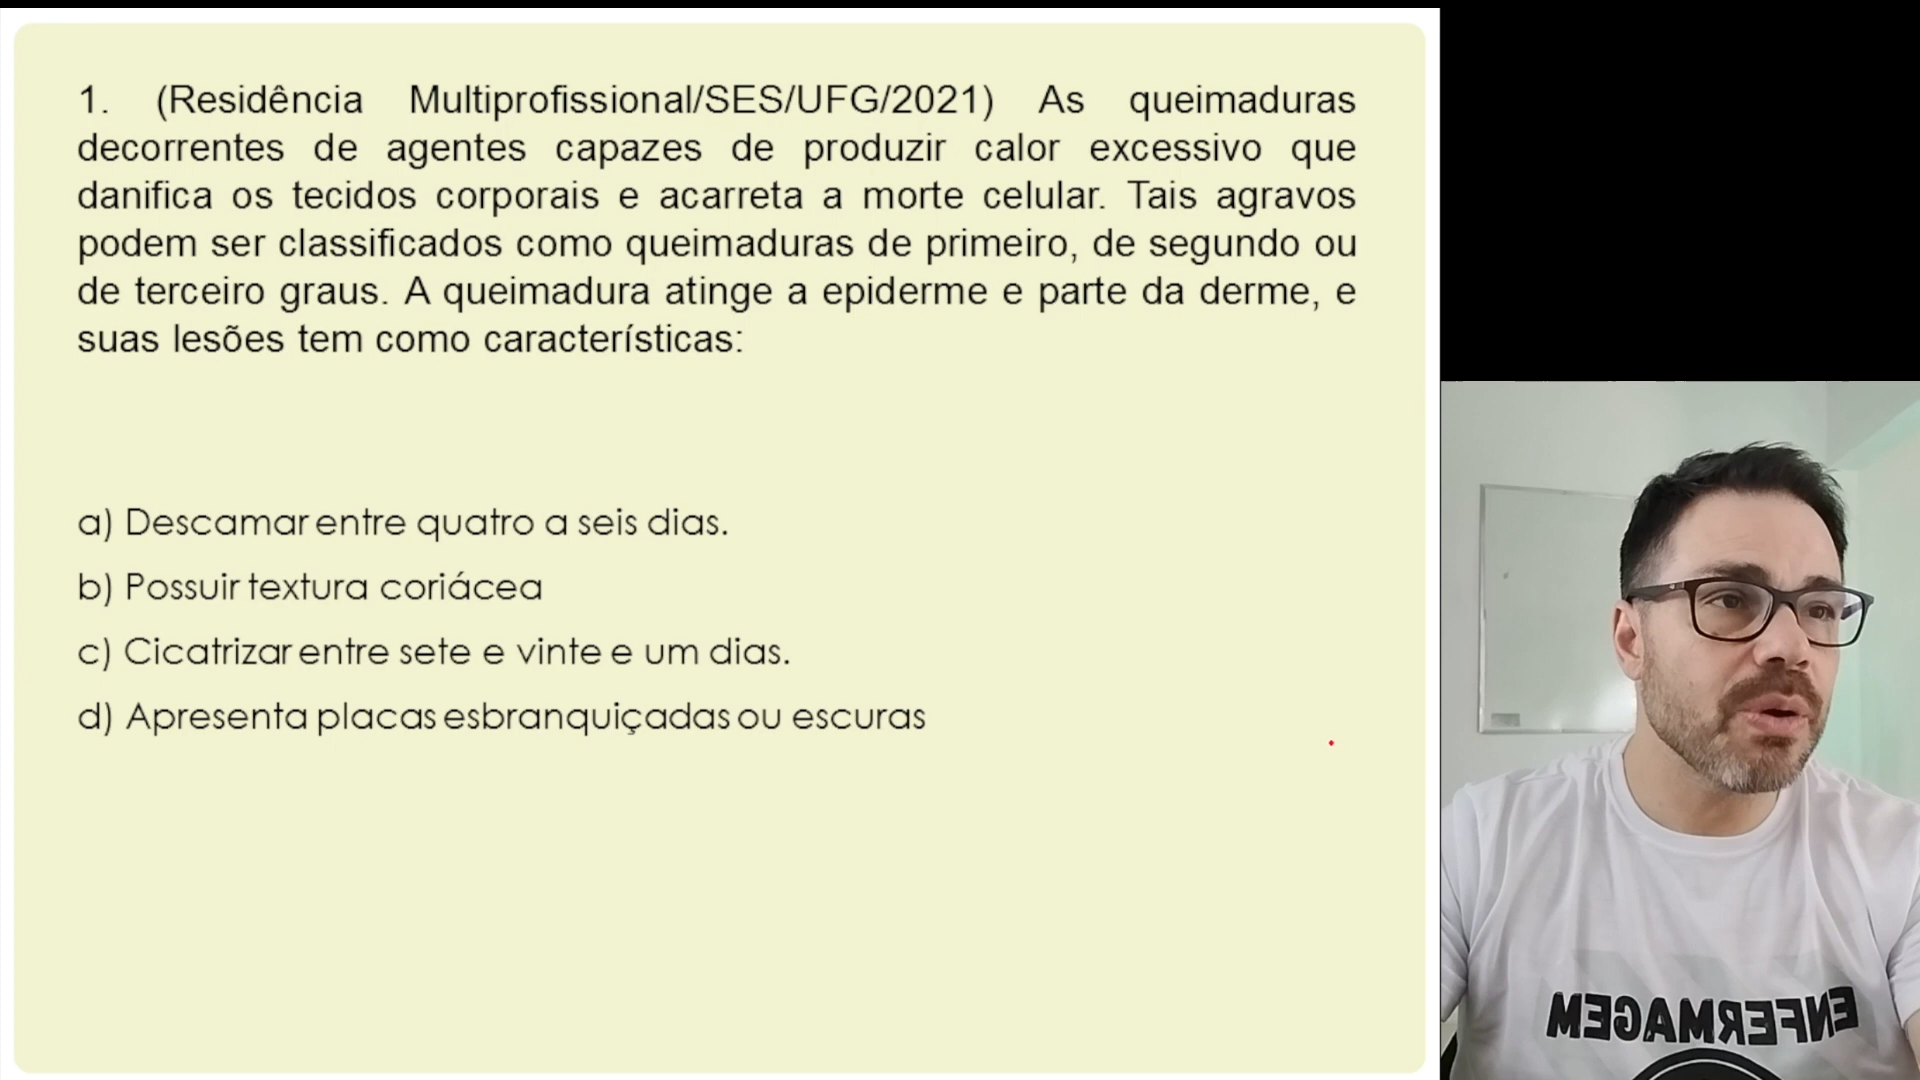 1. (Residência Multiprofissional/SES/UFG/2021) As queimaduras
decorrentes de agentes capazes de produzir calor excessivo que
danifica os tecidos corporais e acarreta a morte celular. Tais agravos
podem ser classificados como queimaduras de primeiro, de segundo ou
de terceiro graus. A queimadura atinge a epiderme e parte da derme, e
suas lesões tem como características:
a) Descamar entre quatro a seis dias.
b) Possuir textura coriácea
c) Cicatrizar entre sete e vinte e um dias.
d) Apresenta placas esbranquiçadas ou escuras
ENFERMAGEM